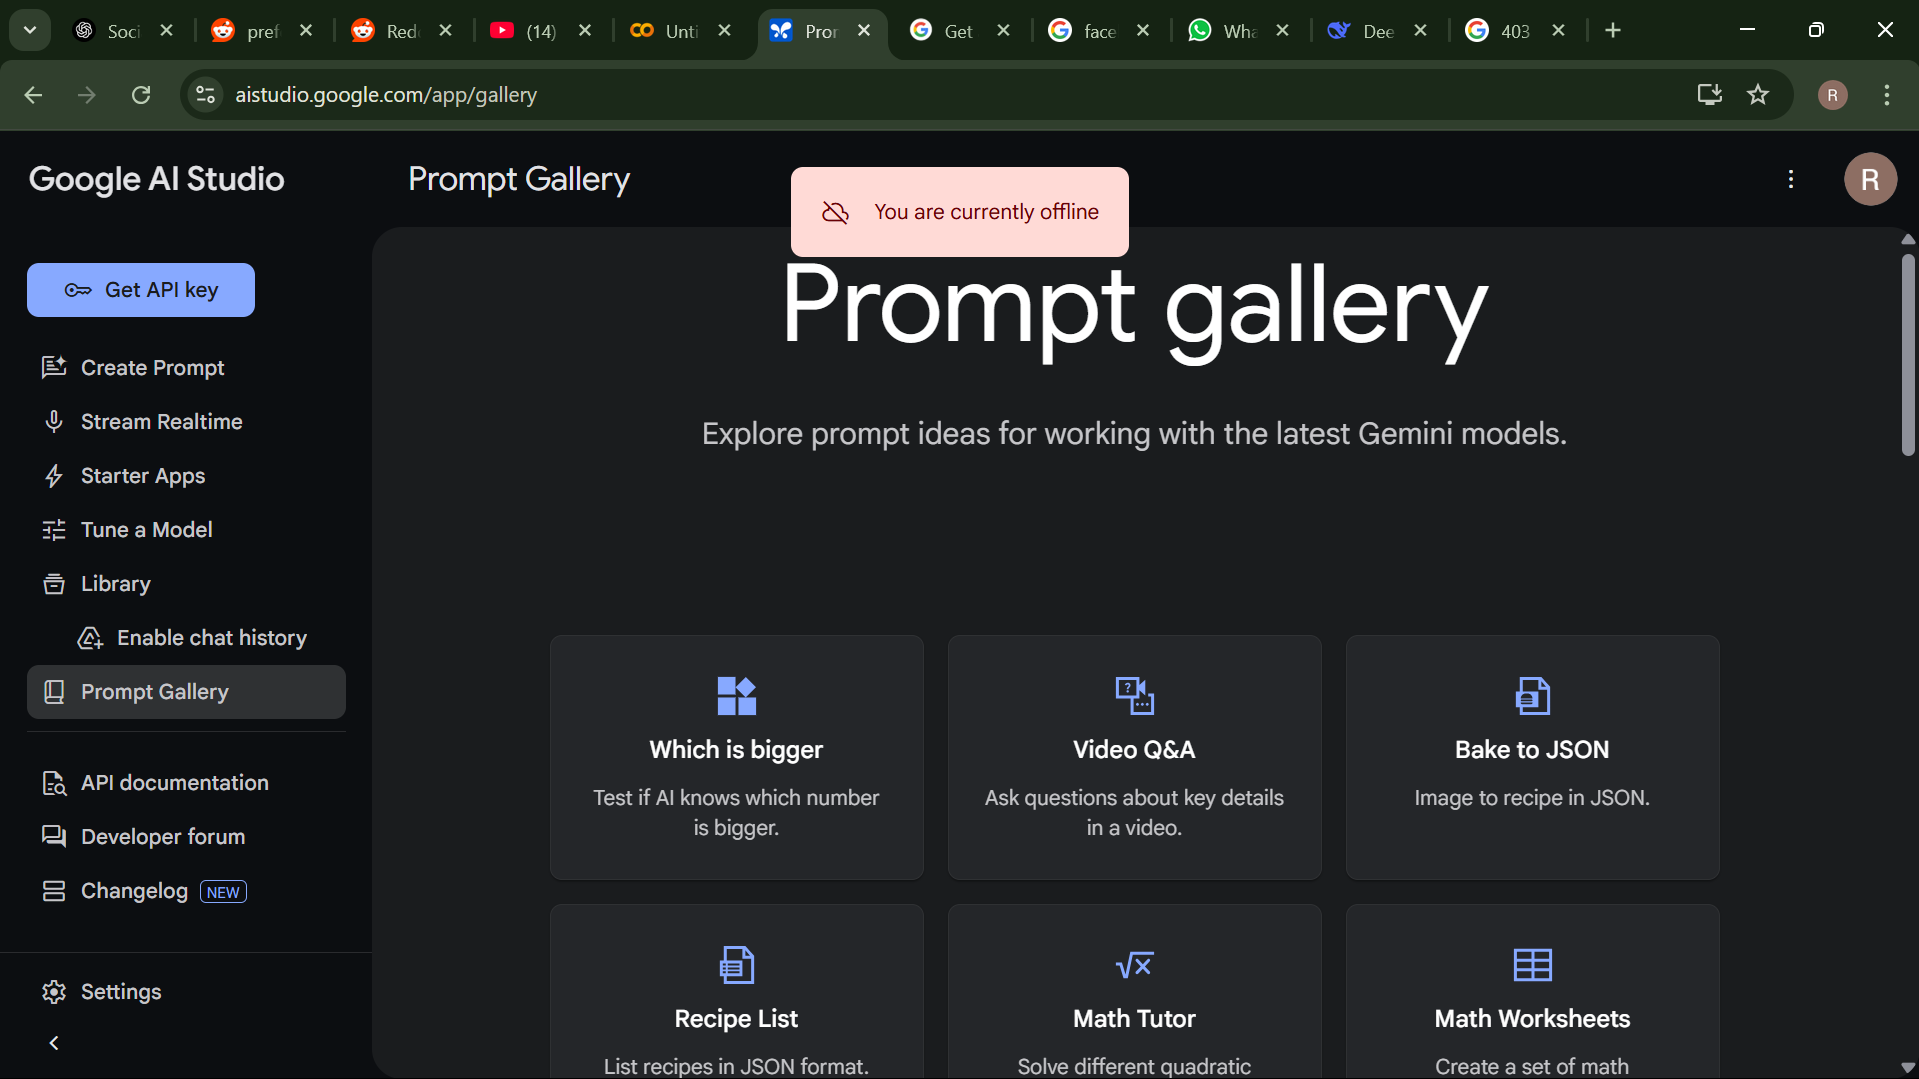 Soci
pref
Redd
(14)
Unti
Pror
Get
face
Wha
Dee
403
aistudio.google.com/app/gallery
R
Google AI Studio
Prompt Gallery
You are currently offline
R
Get API key
Create Prompt
Stream Realtime
Starter Apps
Tune a Model
Library
Enable chat history
Prompt Gallery
API documentation
Developer forum
Changelog NEW
Settings
Prompt gallery
Explore prompt ideas for working with the latest Gemini models.
Which is bigger
Test if AI knows which number
is bigger.
Video Q&A
Ask questions about key details
in a video.
Bake to JSON
Image to recipe in JSON.
Recipe List
List recipes in JSON format.
Math Tutor
Solve different quadratic
Math Worksheets
Create a set of math